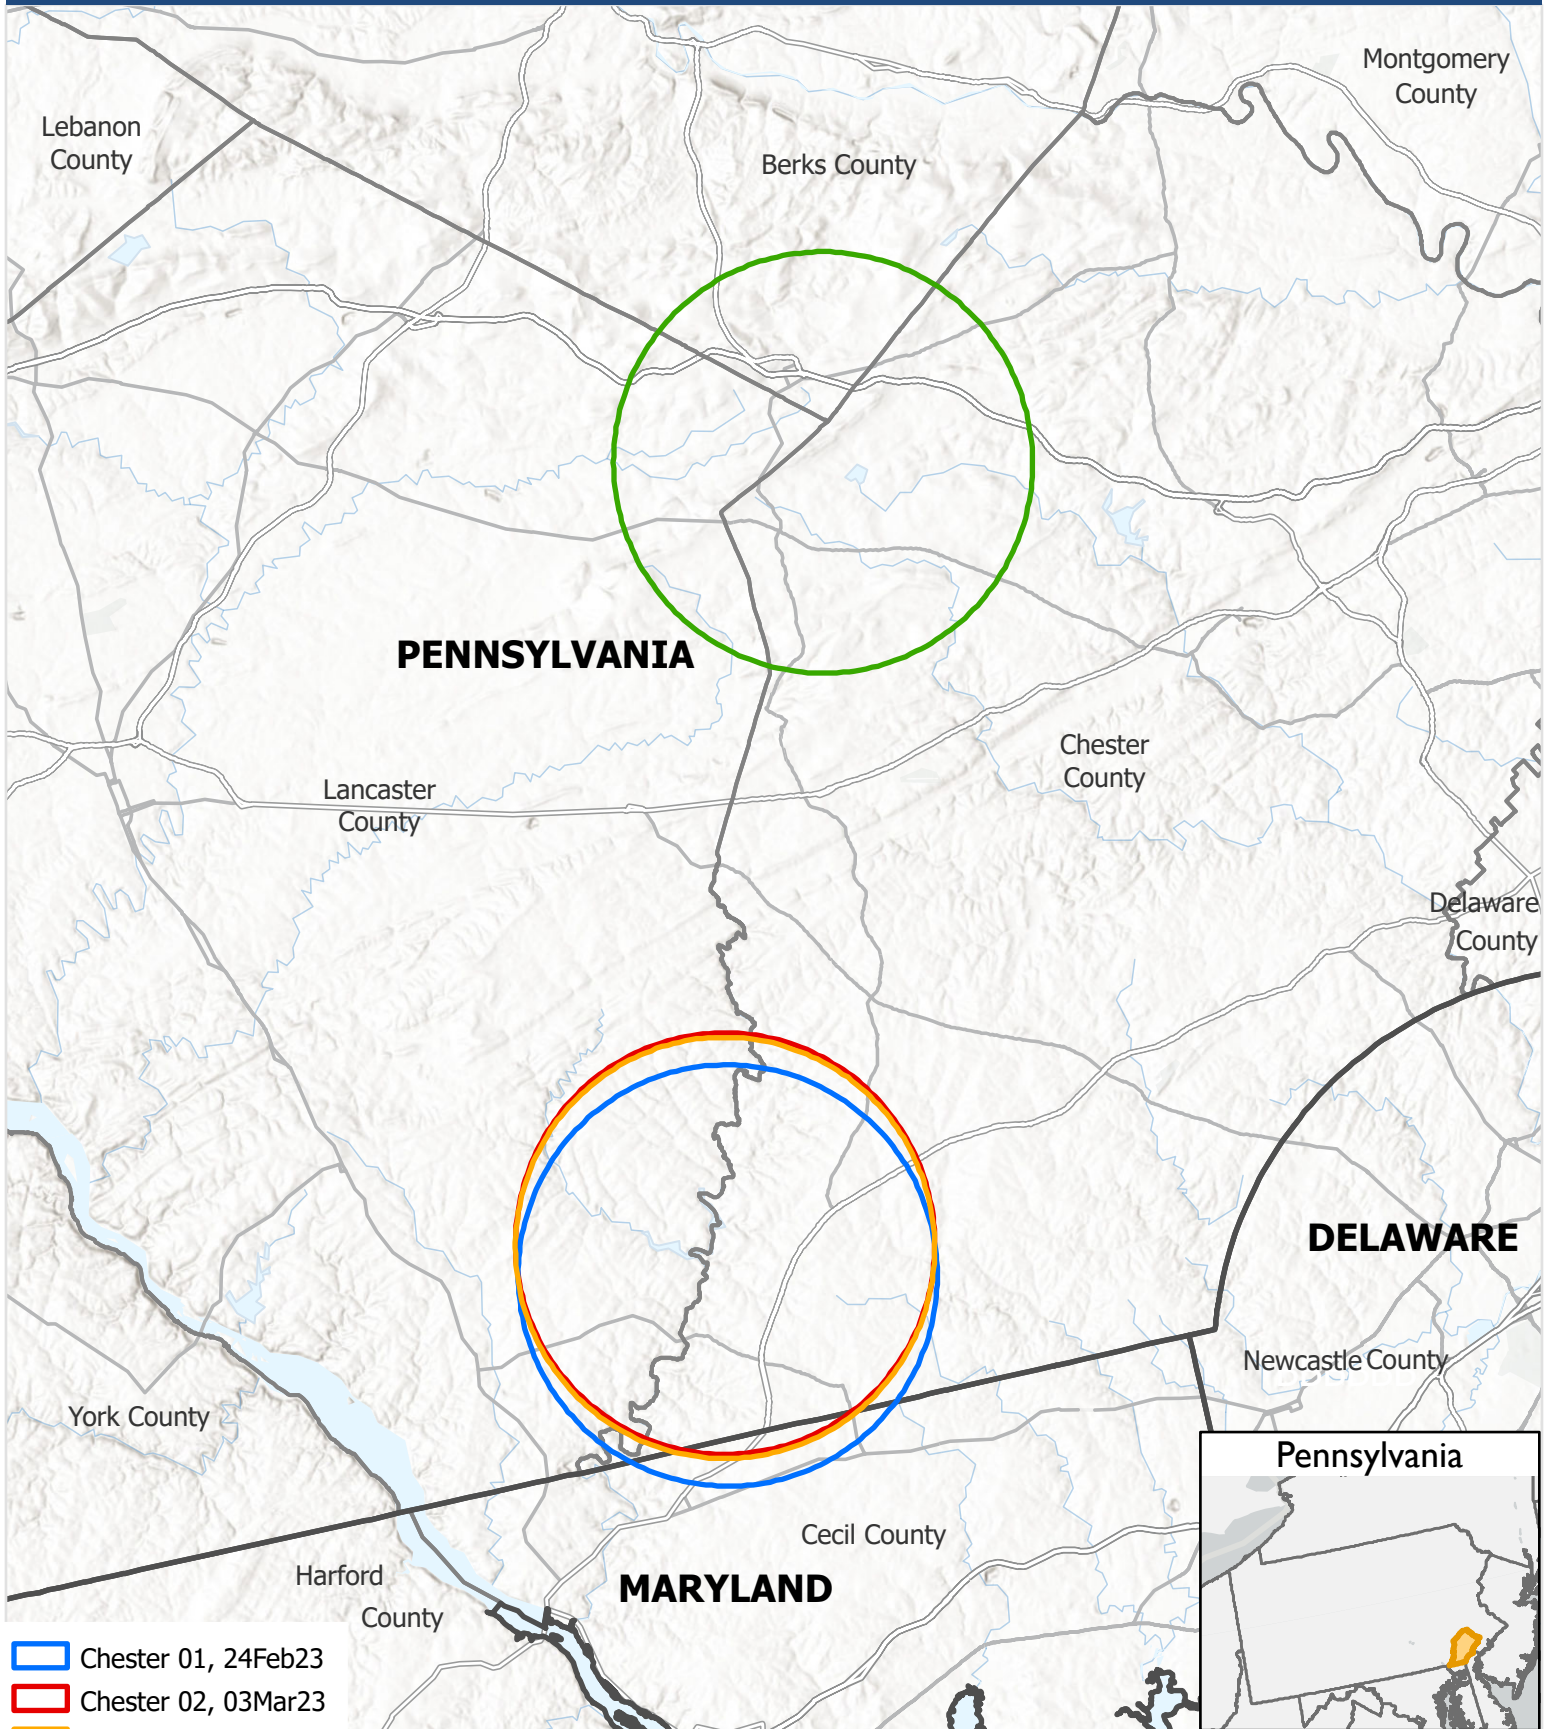 Montgomery
County
Lebanon
County
Berks County
PENNSYLVANIA
Chester
County
Lancaster
County
Delaware
County
DELAWARE
Newcastle County
York County
Cecil County
Harford
County
MARYLAND
Pennsylvania
Chester 01, 24Feb23
Chester 02, 03Mar23